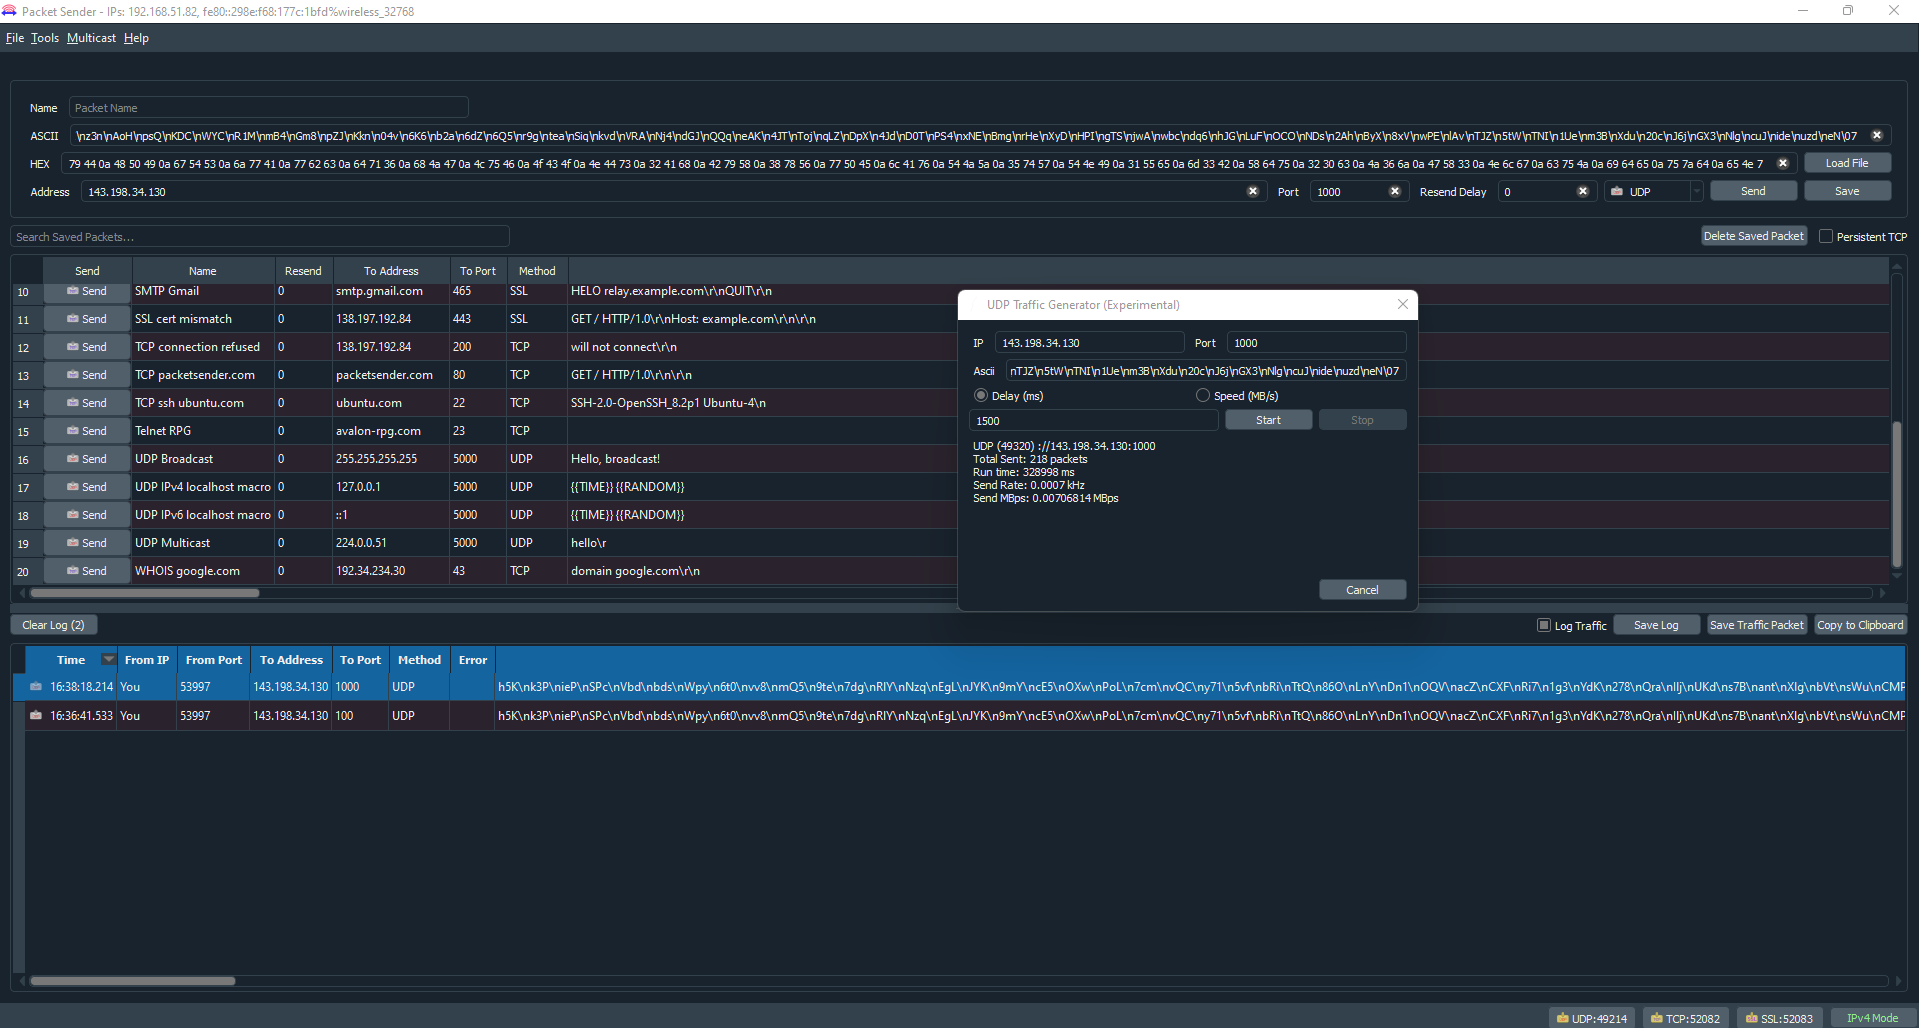 Packet Sender - IPs: 192.168.51.82, fe80::298e:f68:177c:1bfd%wireless_32768
File Tools Multicast Help
Name Packet Name
ASCII \nz3n\nAoH\npsQ\nKDC\nWYC\nR1M\nmB4\nGm8\npZJ\nKkn\n04v\n6K6\nb2a\n6dZ\n6Q5\nr9g\ntea\nSiq\nkvd\nVRA\nNj4\ndGJ\nQQq\neAK\n4JT\nToj\nqLZ\nDpX\n4Jd\nD0T\nPS4\nxNE\nBmg\nrHe\nXyD\nHPI\ngTS\njwA\nwbc\ndq6\nhJG\nLuF\nOCO\nNDs\n2Ah\nByX\n8xV\nwPE\nlAv\nTJZ\n5tW\nTNI\n1Ue\nm3B\nXdu\n20c\nJ6j\nGX3\nNlg\ncuJ\nide\nuzd\neN\07
HEX 79 44 0a 48 50 49 0a 67 54 53 0a 6a 77 41 0a 77 62 63 0a 64 71 36 0a 68 4a 47 0a 4c 75 46 0a 4f 43 4f 0a 4e 44 73 0a 32 41 68 0a 42 79 58 0a 38 78 56 0a 77 50 45 0a 6c 41 76 0a 54 4a 5a 0a 35 74 57 0a 54 4e 49 0a 31 55 65 0a 6d 33 42 0a 58 64 75 0a 32 30 63 0a 4a 36 6a 0a 47 58 33 0a 4e 6c 67 0a 63 75 4a 0a 69 64 65 0a 75 7a 64 0a 65 4e 7 Load File
Address 143.198.34.130 Port 1000 Resend Delay 0 UDP Send Save
Search Saved Packets... Delete Saved Packet Persistent TCP
Send Name Resend To Address To Port Method
10 Send SMTP Gmail 0 smtp.gmail.com 465 SSL HELO relay.example.com\r\nQUIT\r\n
11 Send SSL cert mismatch 0 138.197.192.84 443 SSL GET / HTTP/1.0\r\nHost: example.com\r\n\r\n
12 Send TCP connection refused 0 138.197.192.84 200 TCP will not connect\r\n
13 Send TCP packetsender.com 0 packetsender.com 80 TCP GET / HTTP/1.0\r\n\r\n
14 Send TCP ssh ubuntu.com 0 ubuntu.com 22 TCP SSH-2.0-OpenSSH_8.2p1 Ubuntu-4\n
15 Send Telnet RPG 0 avalon-rpg.com 23 TCP
16 Send UDP Broadcast 0 255.255.255.255 5000 UDP Hello, broadcast!
17 Send UDP IPv4 localhost macro 0 127.0.0.1 5000 UDP {{TIME}} {{RANDOM}}
18 Send UDP IPv6 localhost macro 0 ::1 5000 UDP {{TIME}} {{RANDOM}}
19 Send UDP Multicast 0 224.0.0.51 5000 UDP hello\r
20 Send WHOIS google.com 0 192.34.234.30 43 TCP domain google.com\r\n
UDP Traffic Generator (Experimental)
IP 143.198.34.130 Port 1000
Ascii nTJZ\n5tW\nTNI\n1Ue\nm3B\nXdu\n20c\nJ6j\nGX3\nNlg\ncuJ\nide\nuzd\neN\07
Delay (ms) Speed (MB/s)
1500 Start Stop
UDP (49320) ://143.198.34.130:1000
Total Sent: 218 packets
Run time: 328998 ms
Send Rate: 0.0007 kHz
Send MBps: 0.00706814 MBps
Cancel
Clear Log (2) Log Traffic Save Log Save Traffic Packet Copy to Clipboard
Time From IP From Port To Address To Port Method Error
16:38:18.214 You 53997 143.198.34.130 1000 UDP h5K\nk3P\nieP\nSPc\nVbd\nbds\nWpy\n6t0\nvv8\nmQ5\n9te\n7dg\nRlY\nNzq\nEgL\nJYK\n9mY\ncE5\nOXw\nPoL\n7cm\nvQC\ny71\n5vf\nbRi\nTtQ\n86O\nLnY\nDn1\nOQV\nacZ\nCXF\nRi7\n1g3\nYdK\n278\nQra\nlIj\nUKd\ns7B\nant\nXlg\nbVt\nsWu\nCMP
16:36:41.533 You 53997 143.198.34.130 100 UDP h5K\nk3P\nieP\nSPc\nVbd\nbds\nWpy\n6t0\nvv8\nmQ5\n9te\n7dg\nRlY\nNzq\nEgL\nJYK\n9mY\ncE5\nOXw\nPoL\n7cm\nvQC\ny71\n5vf\nbRi\nTtQ\n86O\nLnY\nDn1\nOQV\nacZ\nCXF\nRi7\n1g3\nYdK\n278\nQra\nlIj\nUKd\ns7B\nant\nXlg\nbVt\nsWu\nCMP
UDP:49214 TCP:52082 SSL:52083 IPv4 Mode